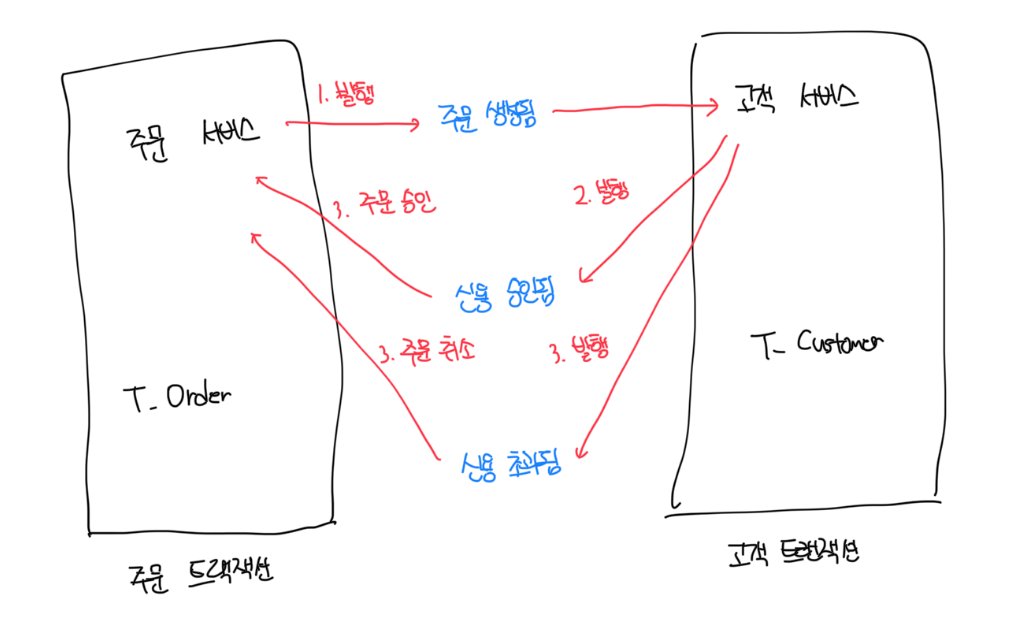 1. 발행
주문 서비스
주문 생성됨
고객 서비스
3. 주문 승인
2. 발행
신용 승인됨
3. 주문 취소
3. 발행
T_ Customer
T_ Order
신용 초과됨
주문 트랙잭션
고객 트랜잭션